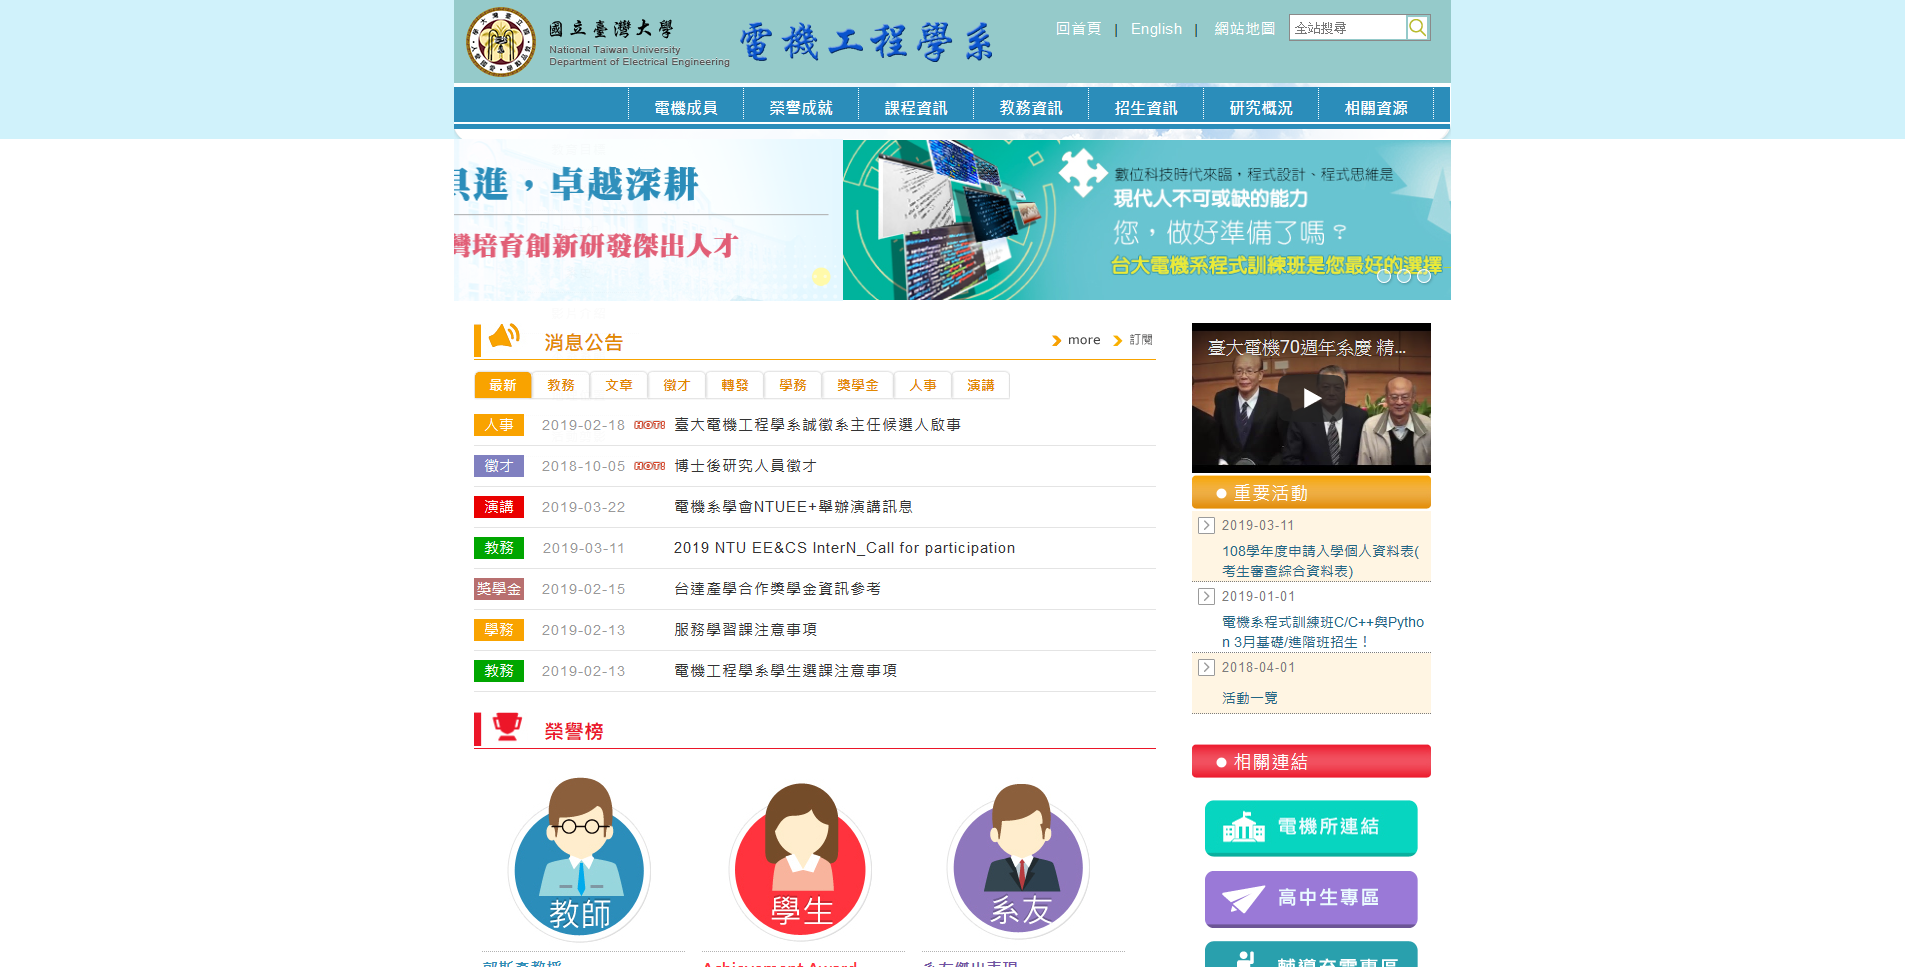 國立臺灣大學
National Taiwan University
Department of Electrical Engineering
電機工程學系
回首頁 | English | 網站地圖
全站搜尋
電機成員 榮譽成就 課程資訊 教務資訊 招生資訊 研究概況 相關資源
俱進，卓越深耕
灣培育創新研發傑出人才
數位科技時代來臨，程式設計、程式思維是
現代人不可或缺的能力
您，做好準備了嗎？
台大電機系程式訓練班是您最好的選擇
消息公告
more 訂閱
最新 教務 文章 徵才 轉發 學務 獎學金 人事 演講
人事 2019-02-18 HOT! 臺大電機工程學系誠徵系主任候選人啟事
徵才 2018-10-05 HOT! 博士後研究人員徵才
演講 2019-03-22 電機系學會NTUEE+舉辦演講訊息
教務 2019-03-11 2019 NTU EE&CS InterN_Call for participation
獎學金 2019-02-15 台達產學合作獎學金資訊參考
學務 2019-02-13 服務學習課注意事項
教務 2019-02-13 電機工程學系學生選課注意事項
榮譽榜
教師
學生
系友
Achievement Award
系友傑出表現
臺大電機70週年系慶 精...
重要活動
2019-03-11
108學年度申請入學個人資料表(
考生審查綜合資料表)
2019-01-01
電機系程式訓練班C/C++與Pytho
n 3月基礎/進階班招生！
2018-04-01
活動一覽
相關連結
電機所連結
高中生專區
輔導充電專區